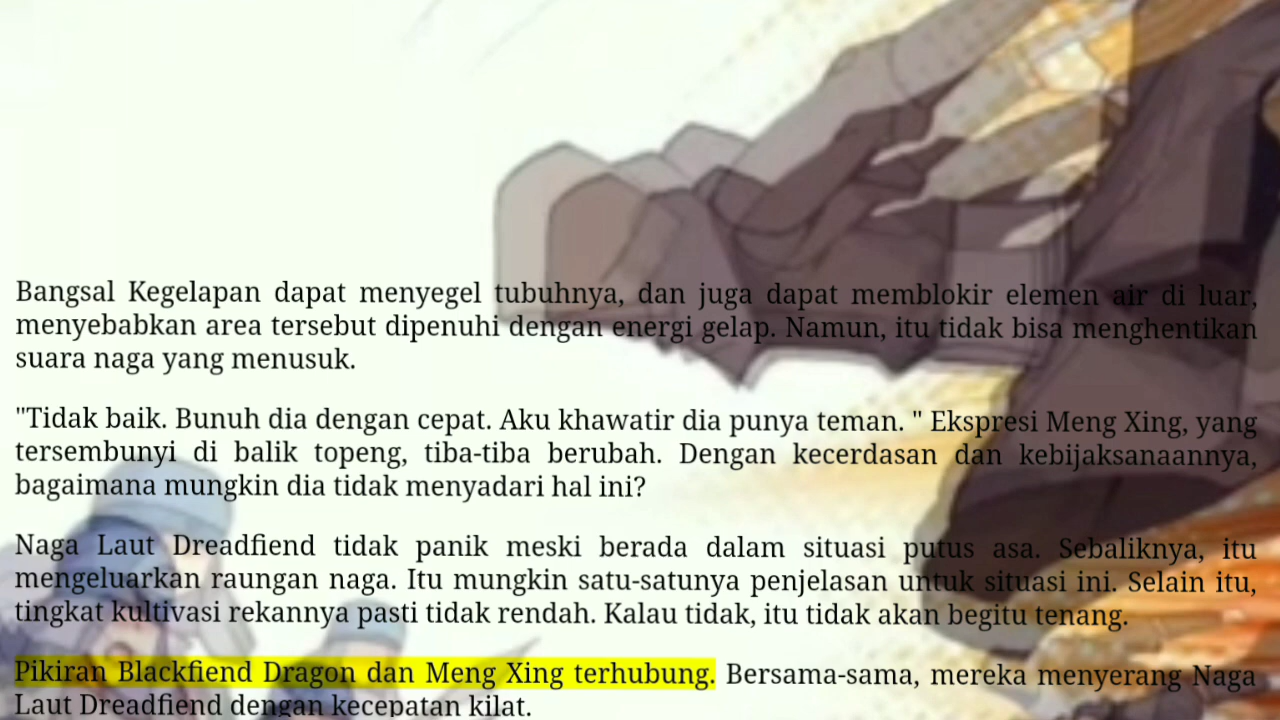 Bangsal Kegelapan dapat menyegel tubuhnya, dan juga dapat memblokir elemen air di luar,
menyebabkan area tersebut dipenuhi dengan energi gelap. Namun, itu tidak bisa menghentikan
suara naga yang menusuk.
"Tidak baik. Bunuh dia dengan cepat. Aku khawatir dia punya teman. " Ekspresi Meng Xing, yang
tersembunyi di balik topeng, tiba-tiba berubah. Dengan kecerdasan dan kebijaksanaannya,
bagaimana mungkin dia tidak menyadari hal ini?
Naga Laut Dreadfiend tidak panik meski berada dalam situasi putus asa. Sebaliknya, itu
mengeluarkan raungan naga. Itu mungkin satu-satunya penjelasan untuk situasi ini. Selain itu,
tingkat kultivasi rekannya pasti tidak rendah. Kalau tidak, itu tidak akan begitu tenang.
Pikiran Blackfiend Dragon dan Meng Xing terhubung. Bersama-sama, mereka menyerang Naga
Laut Dreadfiend dengan kecepatan kilat.